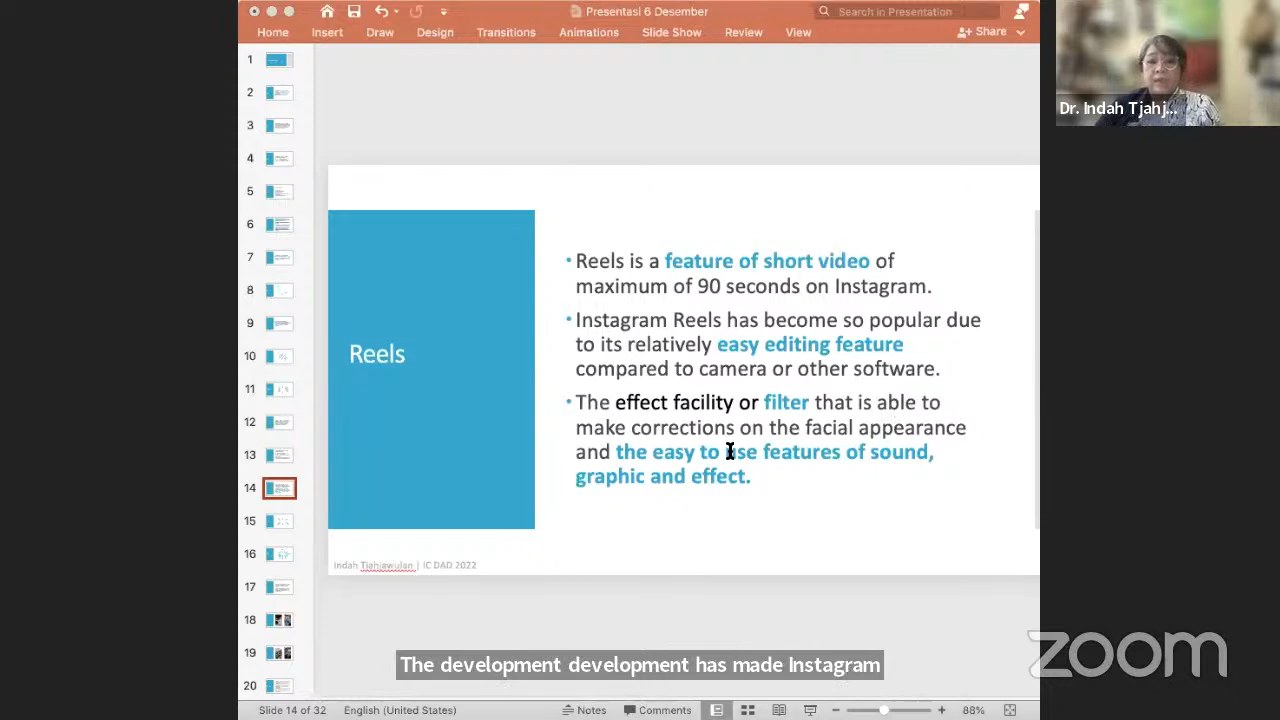 Presentasi 6 Desember
Search in Presentation
Home Insert Draw Design Transitions Animations Slide Show Review View Share
1
2
3
4
5
6
7
8
9
10
11
12
13
14
15
16
17
18
19
20
Reels
• Reels is a feature of short video of
maximum of 90 seconds on Instagram.
• Instagram Reels has become so popular due
to its relatively easy editing feature
compared to camera or other software.
• The effect facility or filter that is able to
make corrections on the facial appearance
and the easy to use features of sound,
graphic and effect.
Indah Tjahjawulan | IC DAD 2022
Dr. Indah Tjahj...
The development development has made Instagram
zoom
Slide 14 of 32 English (United States) Notes Comments 88%